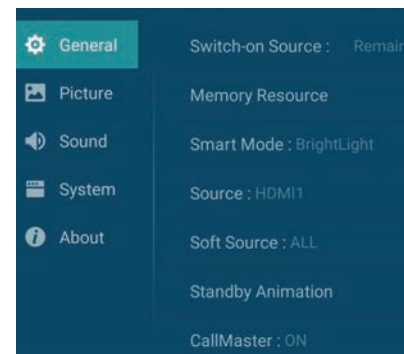 General
Picture
Sound
System
About
Switch-on Source :
Memory Resource
Smart Mode : BrightLight
Source : HDMI1
Soft Source : ALL
Standby Animation
CallMaster : ON